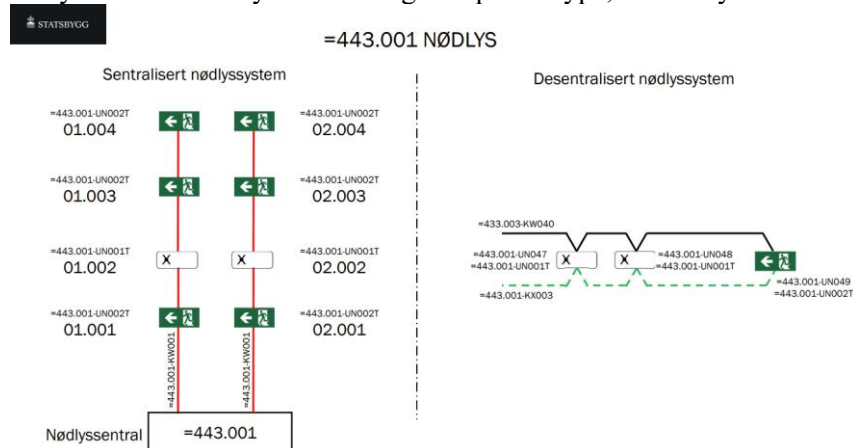 STATSBYGG
=443.001 NØDLYS
Sentralisert nødlyssystem
=443.001-UN002T
01.004
=443.001-UN002T
02.004
=443.001-UN002T
01.003
=443.001-UN002T
02.003
=443.001-UN001T
01.002
X
X
=443.001-UN001T
02.002
=443.001-UN002T
01.001
=443.001-UN002T
02.001
=443.001-KW001
=443.001-KW001
Nødlyssentral
=443.001
Desentralisert nødlyssystem
=433.003-KW040
=443.001-UN047
=443.001-UN001T
X
X
=443.001-UN048
=443.001-UN001T
=443.001-KX003
=443.001-UN049
=443.001-UN002T